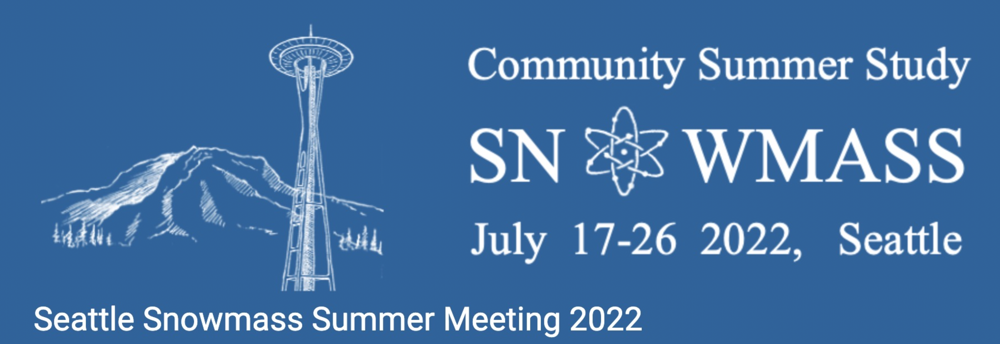 Community Summer Study
SNOWMASS
July 17-26 2022, Seattle
Seattle Snowmass Summer Meeting 2022